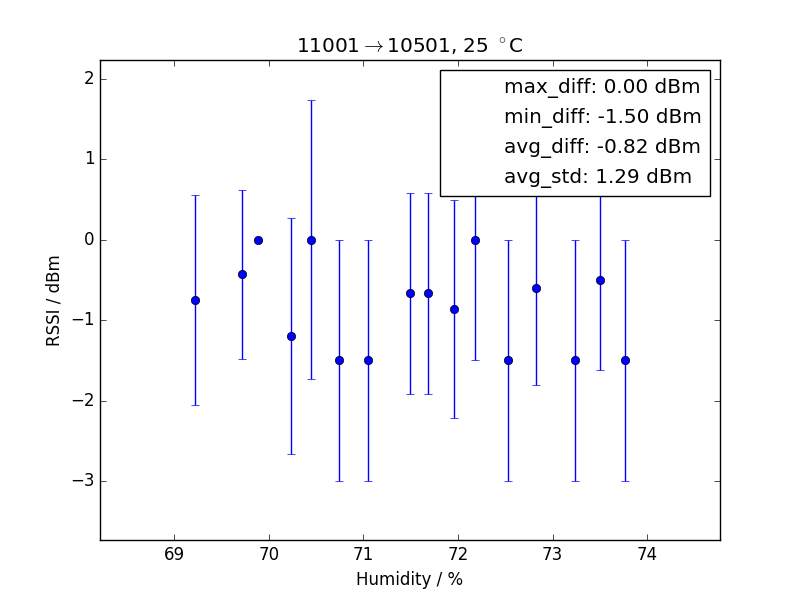 11001→10501, 25 °C
max_diff: 0.00 dBm
min_diff: -1.50 dBm
avg_diff: -0.82 dBm
avg_std: 1.29 dBm
RSSI / dBm
2
1
0
−1
−2
−3
69 70 71 72 73 74
Humidity / %